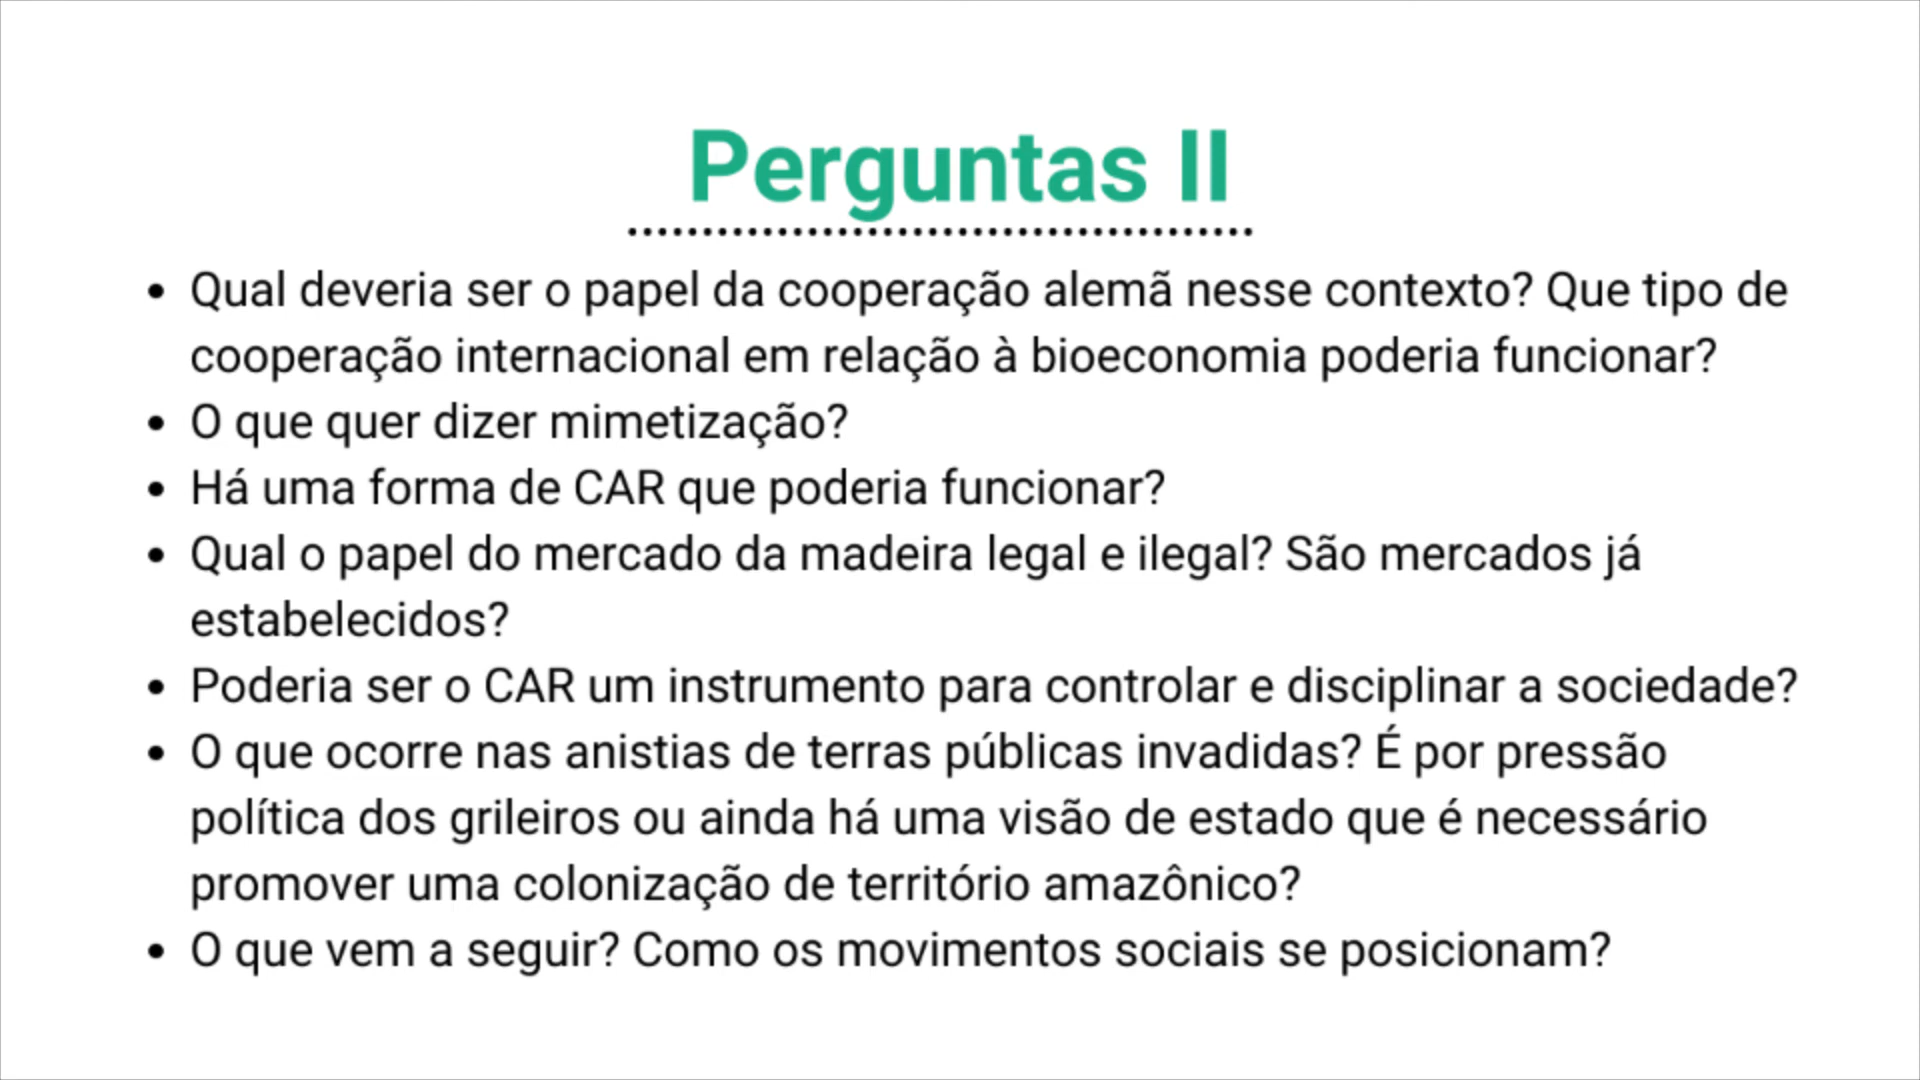 Perguntas II
• Qual deveria ser o papel da cooperação alemã nesse contexto? Que tipo de
cooperação internacional em relação à bioeconomia poderia funcionar?
• O que quer dizer mimetização?
• Há uma forma de CAR que poderia funcionar?
• Qual o papel do mercado da madeira legal e ilegal? São mercados já
estabelecidos?
• Poderia ser o CAR um instrumento para controlar e disciplinar a sociedade?
• O que ocorre nas anistias de terras públicas invadidas? É por pressão
política dos grileiros ou ainda há uma visão de estado que é necessário
promover uma colonização de território amazônico?
• O que vem a seguir? Como os movimentos sociais se posicionam?